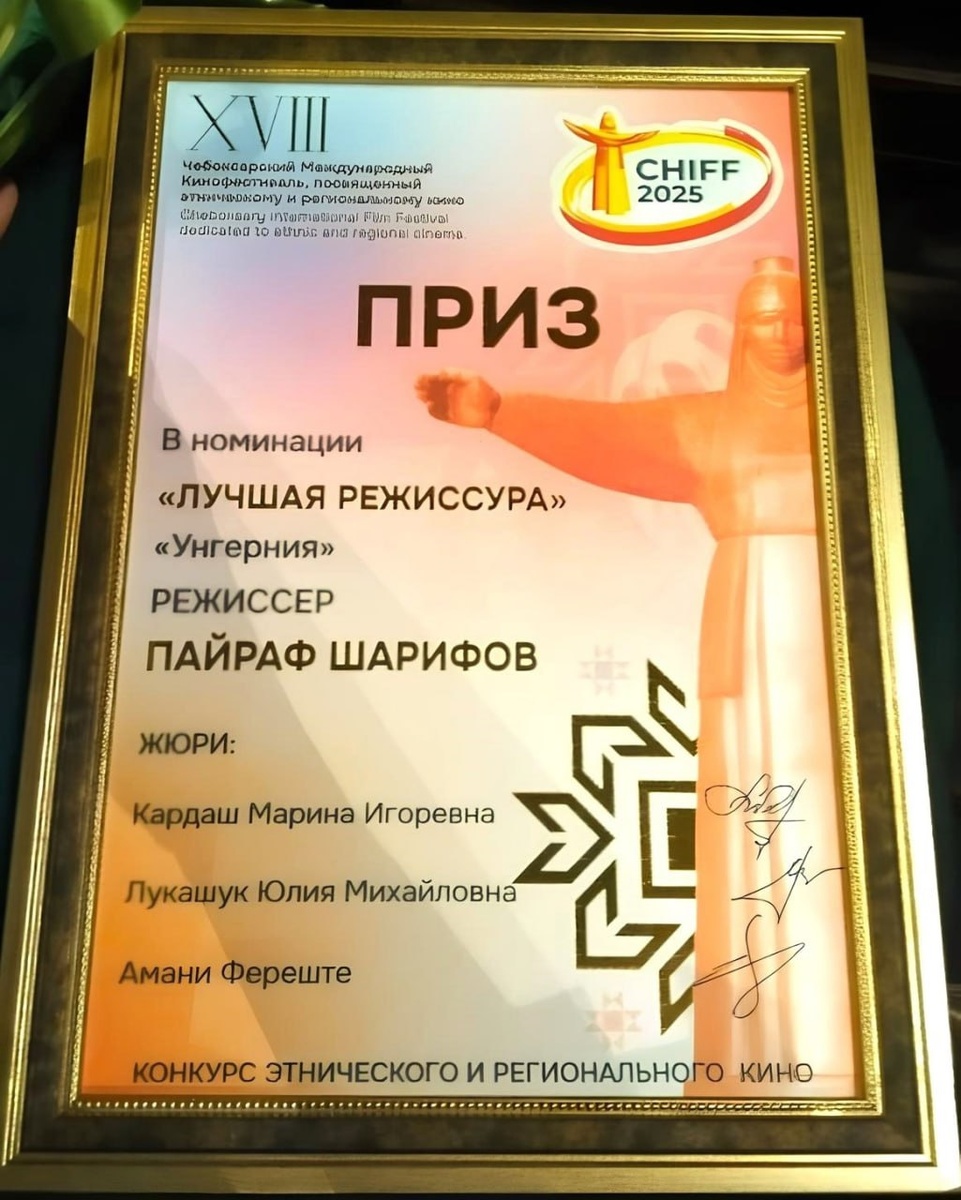 XVIII
Чебоксарский Международный
Кинофестиваль, посвященный
этническому и региональному кино
Cheboksary International Film Festival
dedicated to ethnic and regional cinema.
CHIFF
2025
ПРИЗ
В номинации
«ЛУЧШАЯ РЕЖИССУРА»
«Унгерния»
РЕЖИССЕР
ПАЙРАФ ШАРИФОВ
ЖЮРИ:
Кардаш Марина Игоревна
Лукашук Юлия Михайловна
Амани Ферештe
КОНКУРС ЭТНИЧЕСКОГО И РЕГИОНАЛЬНОГО КИНО